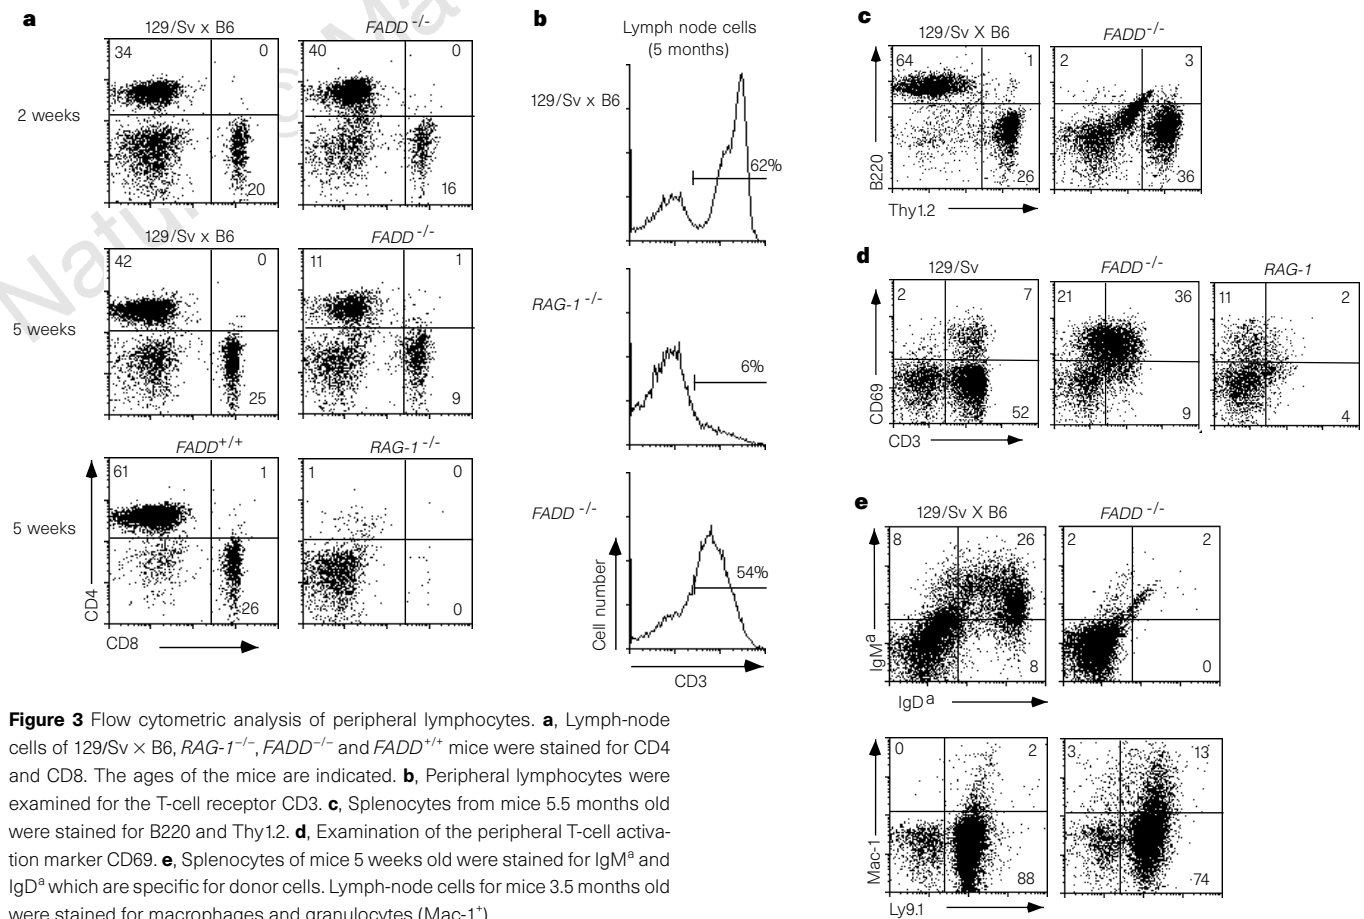 a
129/Sv x B6
FADD -/-
34 0
40 0
2 weeks
20
16
129/Sv x B6
FADD -/-
42 0
11 1
5 weeks
25
9
FADD+/+
RAG-1 -/-
61 1
1 0
5 weeks
26
0
CD4
CD8
b
Lymph node cells
(5 months)
129/Sv x B6
62%
RAG-1 -/-
6%
FADD -/-
54%
Cell number
CD3
c
129/Sv X B6
FADD-/-
64 1
2 3
26
36
B220
Thy1.2
d
129/Sv
FADD-/-
RAG-1
2 7
21 36
11 2
52
9
4
CD69
CD3
e
129/Sv X B6
FADD -/-
8 26
2 2
8
0
IgMa
IgDa
0 2
3 13
88
74
Mac-1
Ly9.1
Figure 3 Flow cytometric analysis of peripheral lymphocytes. a, Lymph-node
cells of 129/Sv × B6, RAG-1−/−, FADD−/− and FADD+/+ mice were stained for CD4
and CD8. The ages of the mice are indicated. b, Peripheral lymphocytes were
examined for the T-cell receptor CD3. c, Splenocytes from mice 5.5 months old
were stained for B220 and Thy1.2. d, Examination of the peripheral T-cell activa-
tion marker CD69. e, Splenocytes of mice 5 weeks old were stained for IgMa and
IgDa which are specific for donor cells. Lymph-node cells for mice 3.5 months old
were stained for macrophages and granulocytes (Mac-1+)